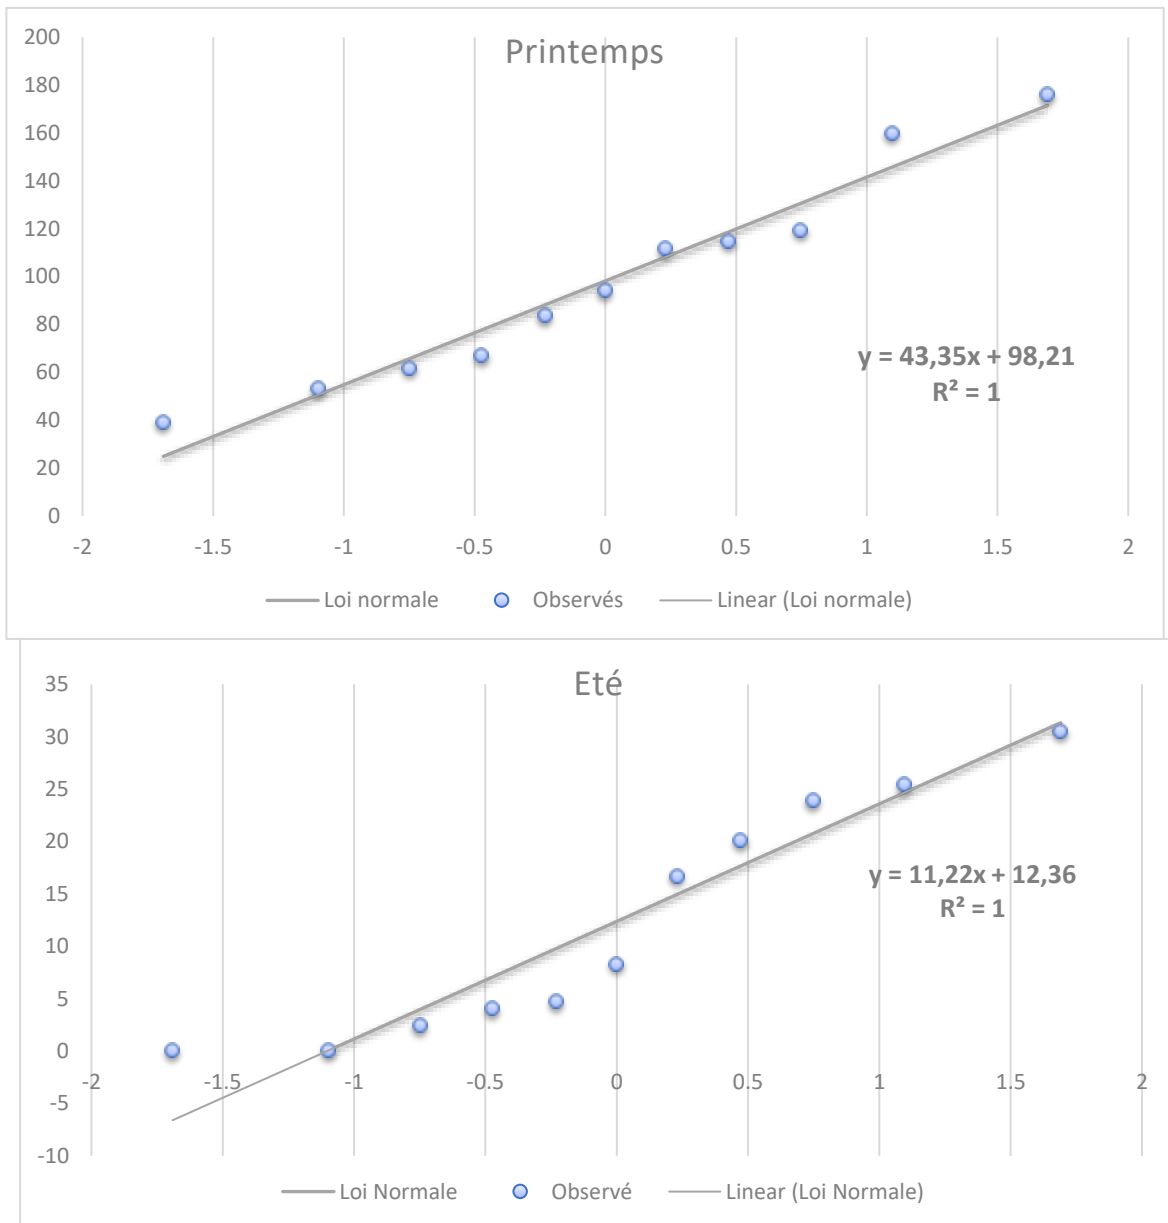 Printemps
200
180
160
140
120
100
80
60
40
20
0
y = 43,35x + 98,21
R² = 1
-2 -1.5 -1 -0.5 0 0.5 1 1.5 2
Loi normale Observés Linear (Loi normale)
Eté
35
30
25
20
15
10
5
0
-5
-10
y = 11,22x + 12,36
R² = 1
-2 -1.5 -1 -0.5 0 0.5 1 1.5 2
Loi Normale Observé Linear (Loi Normale)